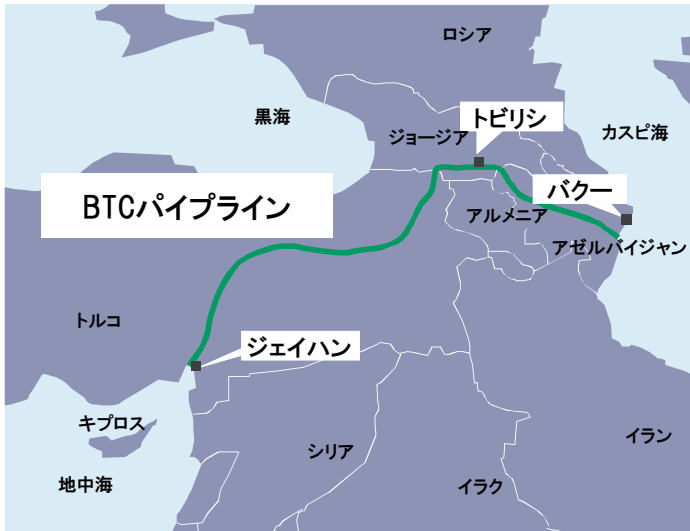 ロシア
黒海
トビリシ
カスピ海
ジョージア
バクー
BTCパイプライン
アルメニア
アゼルバイジャン
トルコ
ジェイハン
キプロス
シリア
イラン
地中海
イラク